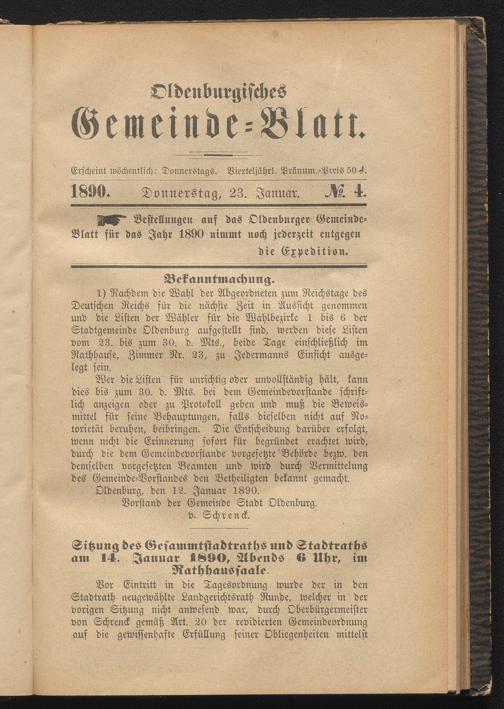 Oldenburgisches
Gemeinde=Blatt.
Erscheint wöchentlich: Donnerstags. Vierteljährl. Pränum.=Preis 50 ₰.
1890. Donnerstag, 23. Januar. № 4.
Bestellungen auf das Oldenburger Gemeinde=
Blatt für das Jahr 1890 nimmt noch jederzeit entgegen
die Expedition.
Bekanntmachung.
1) Nachdem die Wahl der Abgeordneten zum Reichstage des
Deutschen Reichs für die nächste Zeit in Aussicht genommen
und die Listen der Wähler für die Wahlbezirke 1 bis 6 der
Stadtgemeinde Oldenburg aufgestellt sind, werden diese Listen
vom 23. bis zum 30. d. Mts., beide Tage einschließlich im
Rathhause, Zimmer Nr. 23, zu Jedermanns Einsicht ausge=
legt sein.
Wer die Listen für unrichtig oder unvollständig hält, kann
dies bis zum 30. d. Mts. bei dem Gemeindevorstande schrift=
lich anzeigen oder zu Protokoll geben und muß die Beweis=
mittel für seine Behauptungen, falls dieselben nicht auf No=
torietät beruhen, beibringen. Die Entscheidung darüber erfolgt,
wenn nicht die Erinnerung sofort für begründet erachtet wird,
durch die dem Gemeindevorstande vorgesetzte Behörde bezw. den
demselben vorgesetzten Beamten und wird durch Vermittelung
des Gemeinde=Vorstandes den Betheiligten bekannt gemacht.
Oldenburg, den 12. Januar 1890.
Vorstand der Gemeinde Stadt Oldenburg.
v. Schrenck.
Sitzung des Gesammtstadtraths und Stadtraths
am 14. Januar 1890, Abends 6 Uhr, im
Rathhaussaale.
Vor Eintritt in die Tagesordnung wurde der in den
Stadtrath neugewählte Landgerichtsrath Runde, welcher in der
vorigen Sitzung nicht anwesend war, durch Oberbürgermeister
von Schrenck gemäß Art. 20 der revidierten Gemeindeordnung
auf die gewissenhafte Erfüllung seiner Obliegenheiten mittelst